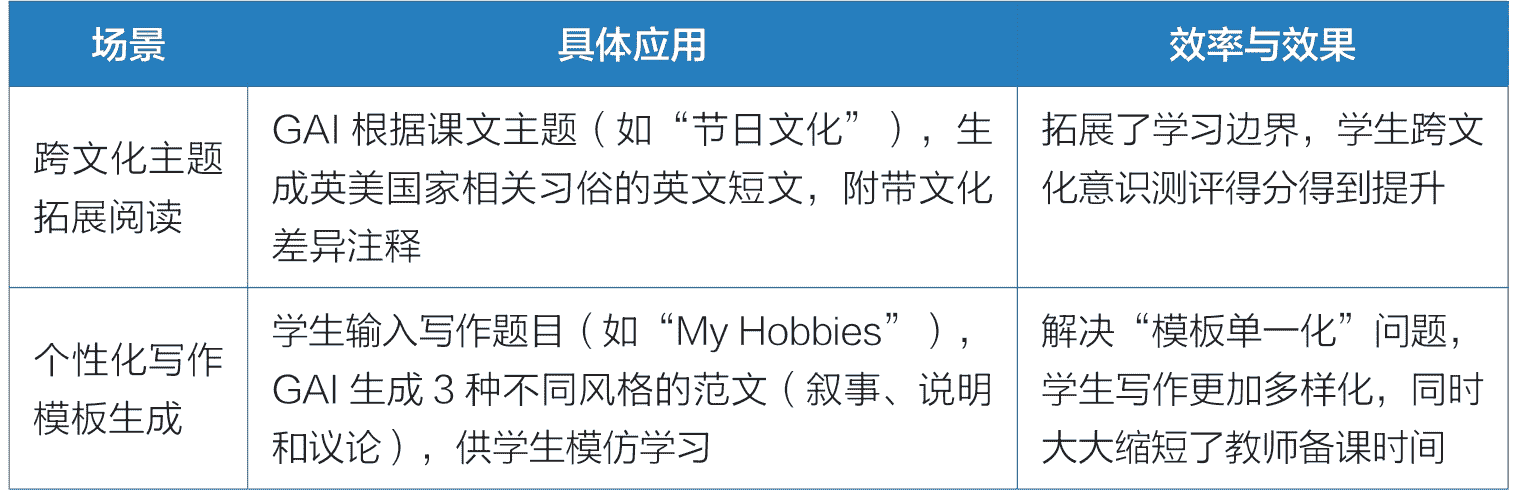 场景
具体应用
效率与效果
跨文化主题
拓展阅读
GAI 根据课文主题（如“节日文化”），生
成英美国家相关习俗的英文短文，附带文化
差异注释
拓展了学习边界，学生跨文
化意识测评得分得到提升
个性化写作
模板生成
学生输入写作题目（如“My Hobbies”），
GAI 生成 3 种不同风格的范文（叙事、说明
和议论），供学生模仿学习
解决“模板单一化”问题，
学生写作更加多样化，同时
大大缩短了教师备课时间